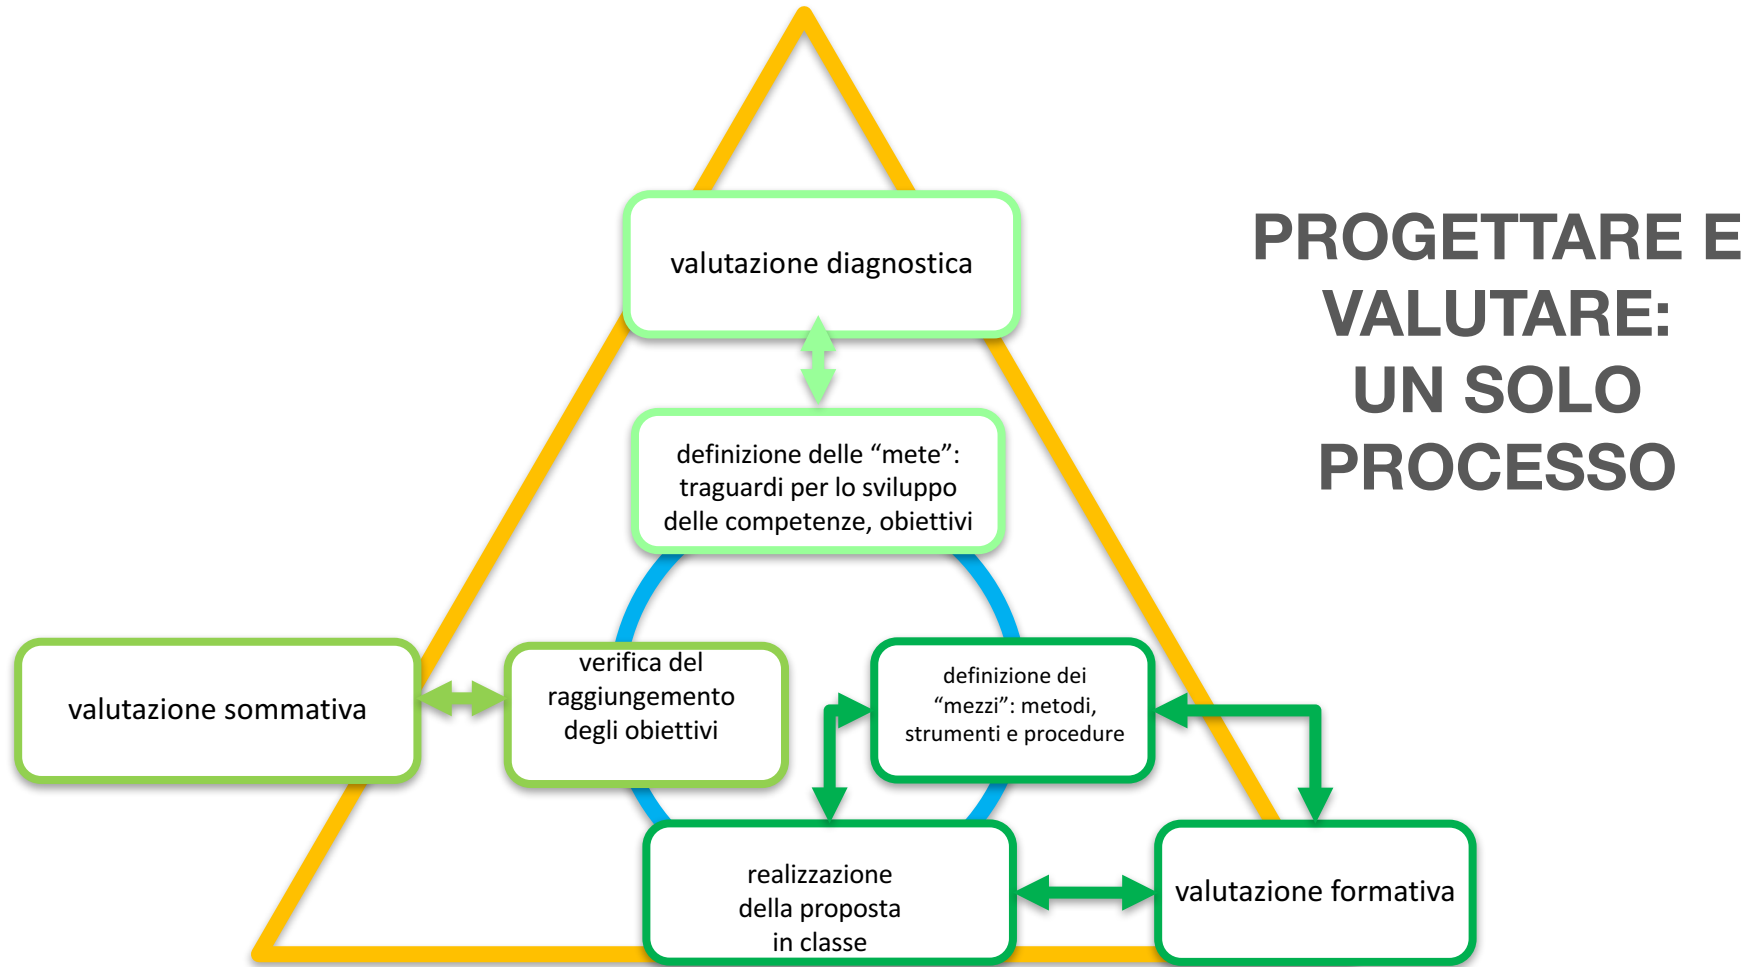 PROGETTARE E
VALUTARE:
UN SOLO
PROCESSO
valutazione diagnostica
definizione delle “mete”:
traguardi per lo sviluppo
delle competenze, obiettivi
valutazione sommativa
verifica del
raggiungemento
degli obiettivi
definizione dei
“mezzi”: metodi,
strumenti e procedure
realizzazione
della proposta
in classe
valutazione formativa